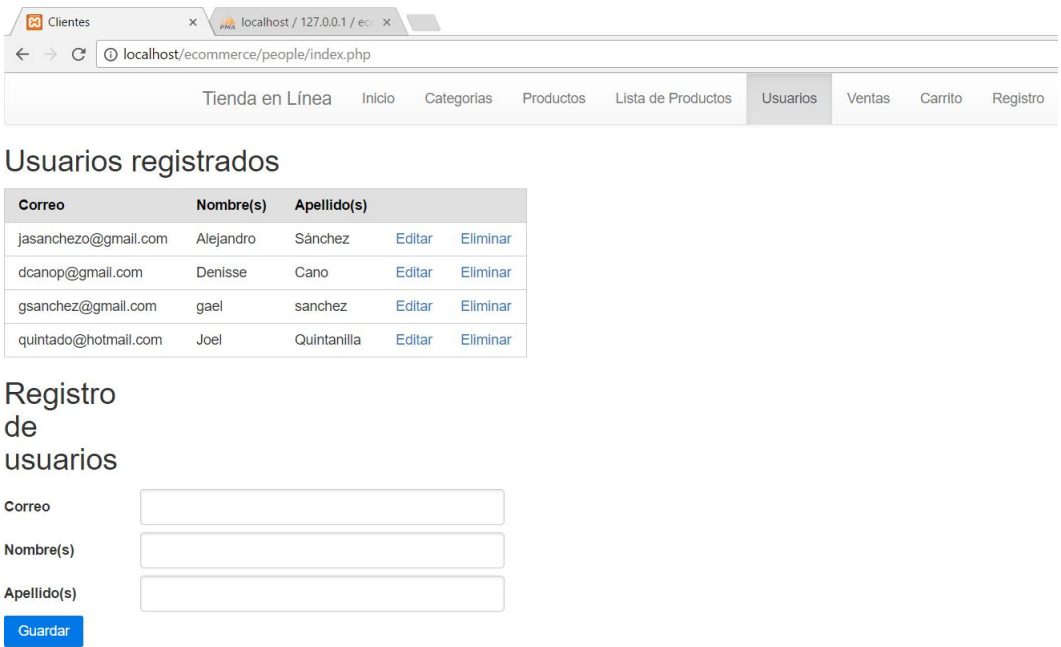 Clientes
localhost / 127.0.0.1 / ec
localhost/ecommerce/people/index.php
Tienda en Línea Inicio Categorias Productos Lista de Productos Usuarios Ventas Carrito Registro
Usuarios registrados
Correo Nombre(s) Apellido(s)
jasanchezo@gmail.com Alejandro Sánchez Editar Eliminar
dcanop@gmail.com Denisse Cano Editar Eliminar
gsanchez@gmail.com gael sanchez Editar Eliminar
quintado@hotmail.com Joel Quintanilla Editar Eliminar
Registro
de
usuarios
Correo
Nombre(s)
Apellido(s)
Guardar